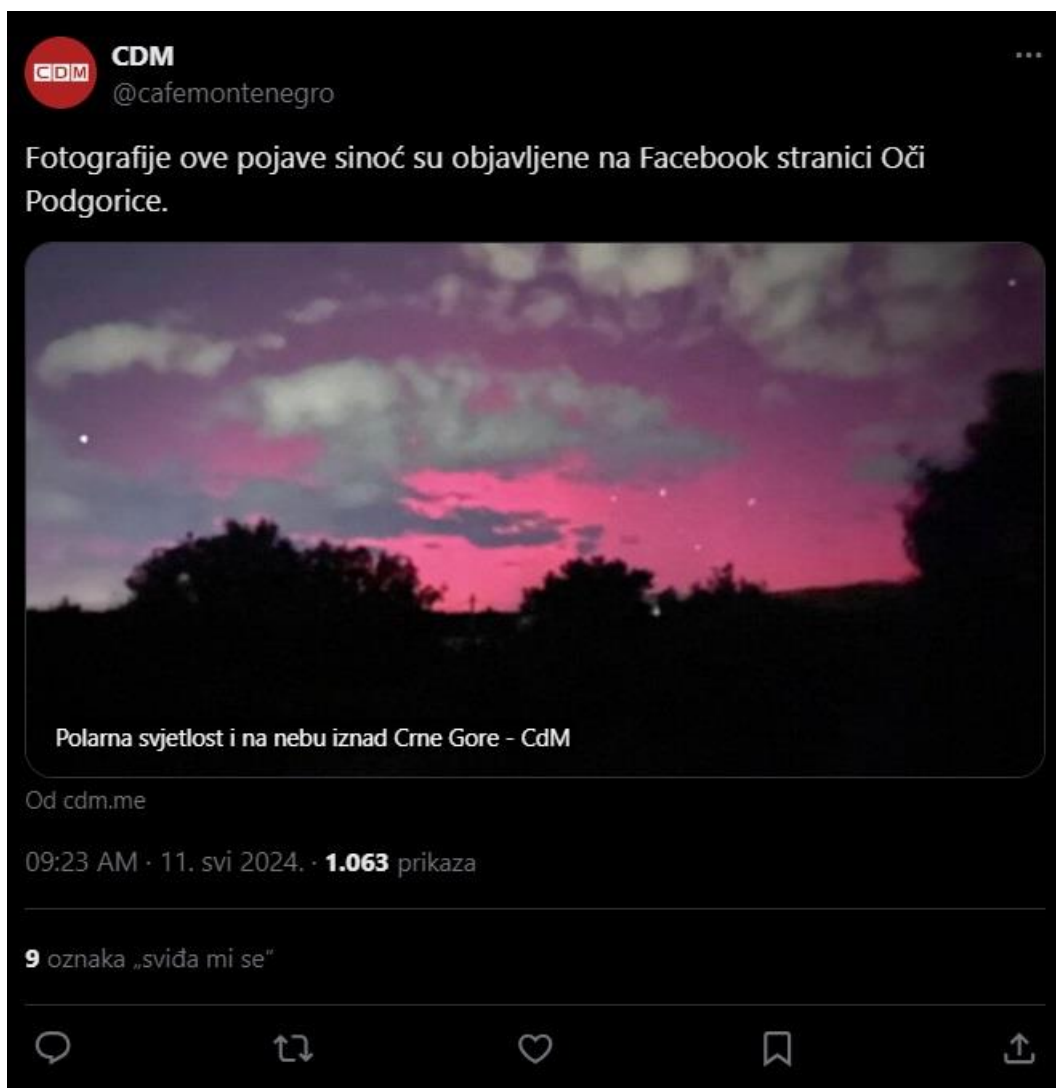 CDM
CDM
@cafemontenegro
Fotografije ove pojave sinoć su objavljene na Facebook stranici Oči
Podgorice.
Polarna svjetlost i na nebu iznad Crne Gore - CdM
Od cdm.me
09:23 AM · 11. svi 2024. · 1.063 prikaza
9 oznaka „sviđa mi se“